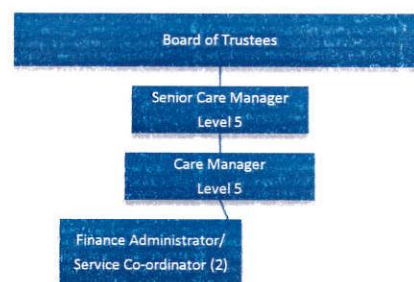 Board of Trustees
Senior Care Manager
Level 5
Care Manager
Level 5
Finance Administrator/
Service Co-ordinator (2)